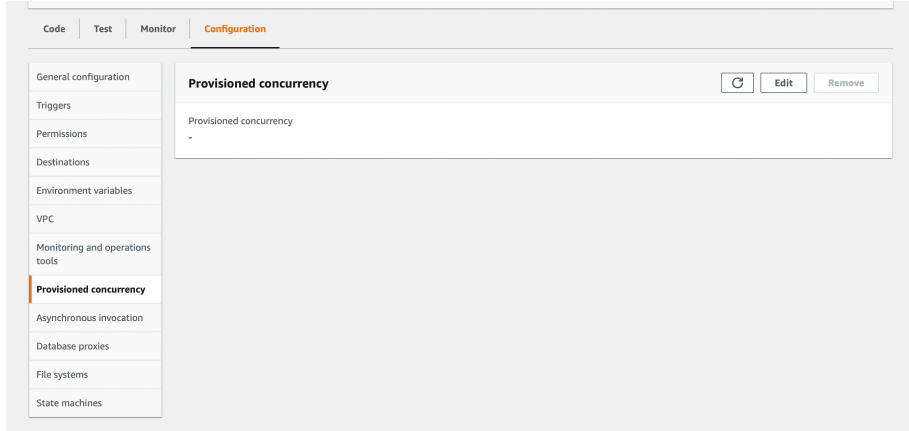 Code Test Monitor Configuration
General configuration
Triggers
Permissions
Destinations
Environment variables
VPC
Monitoring and operations
tools
Provisioned concurrency
Asynchronous invocation
Database proxies
File systems
State machines
Provisioned concurrency Edit Remove
Provisioned concurrency
-